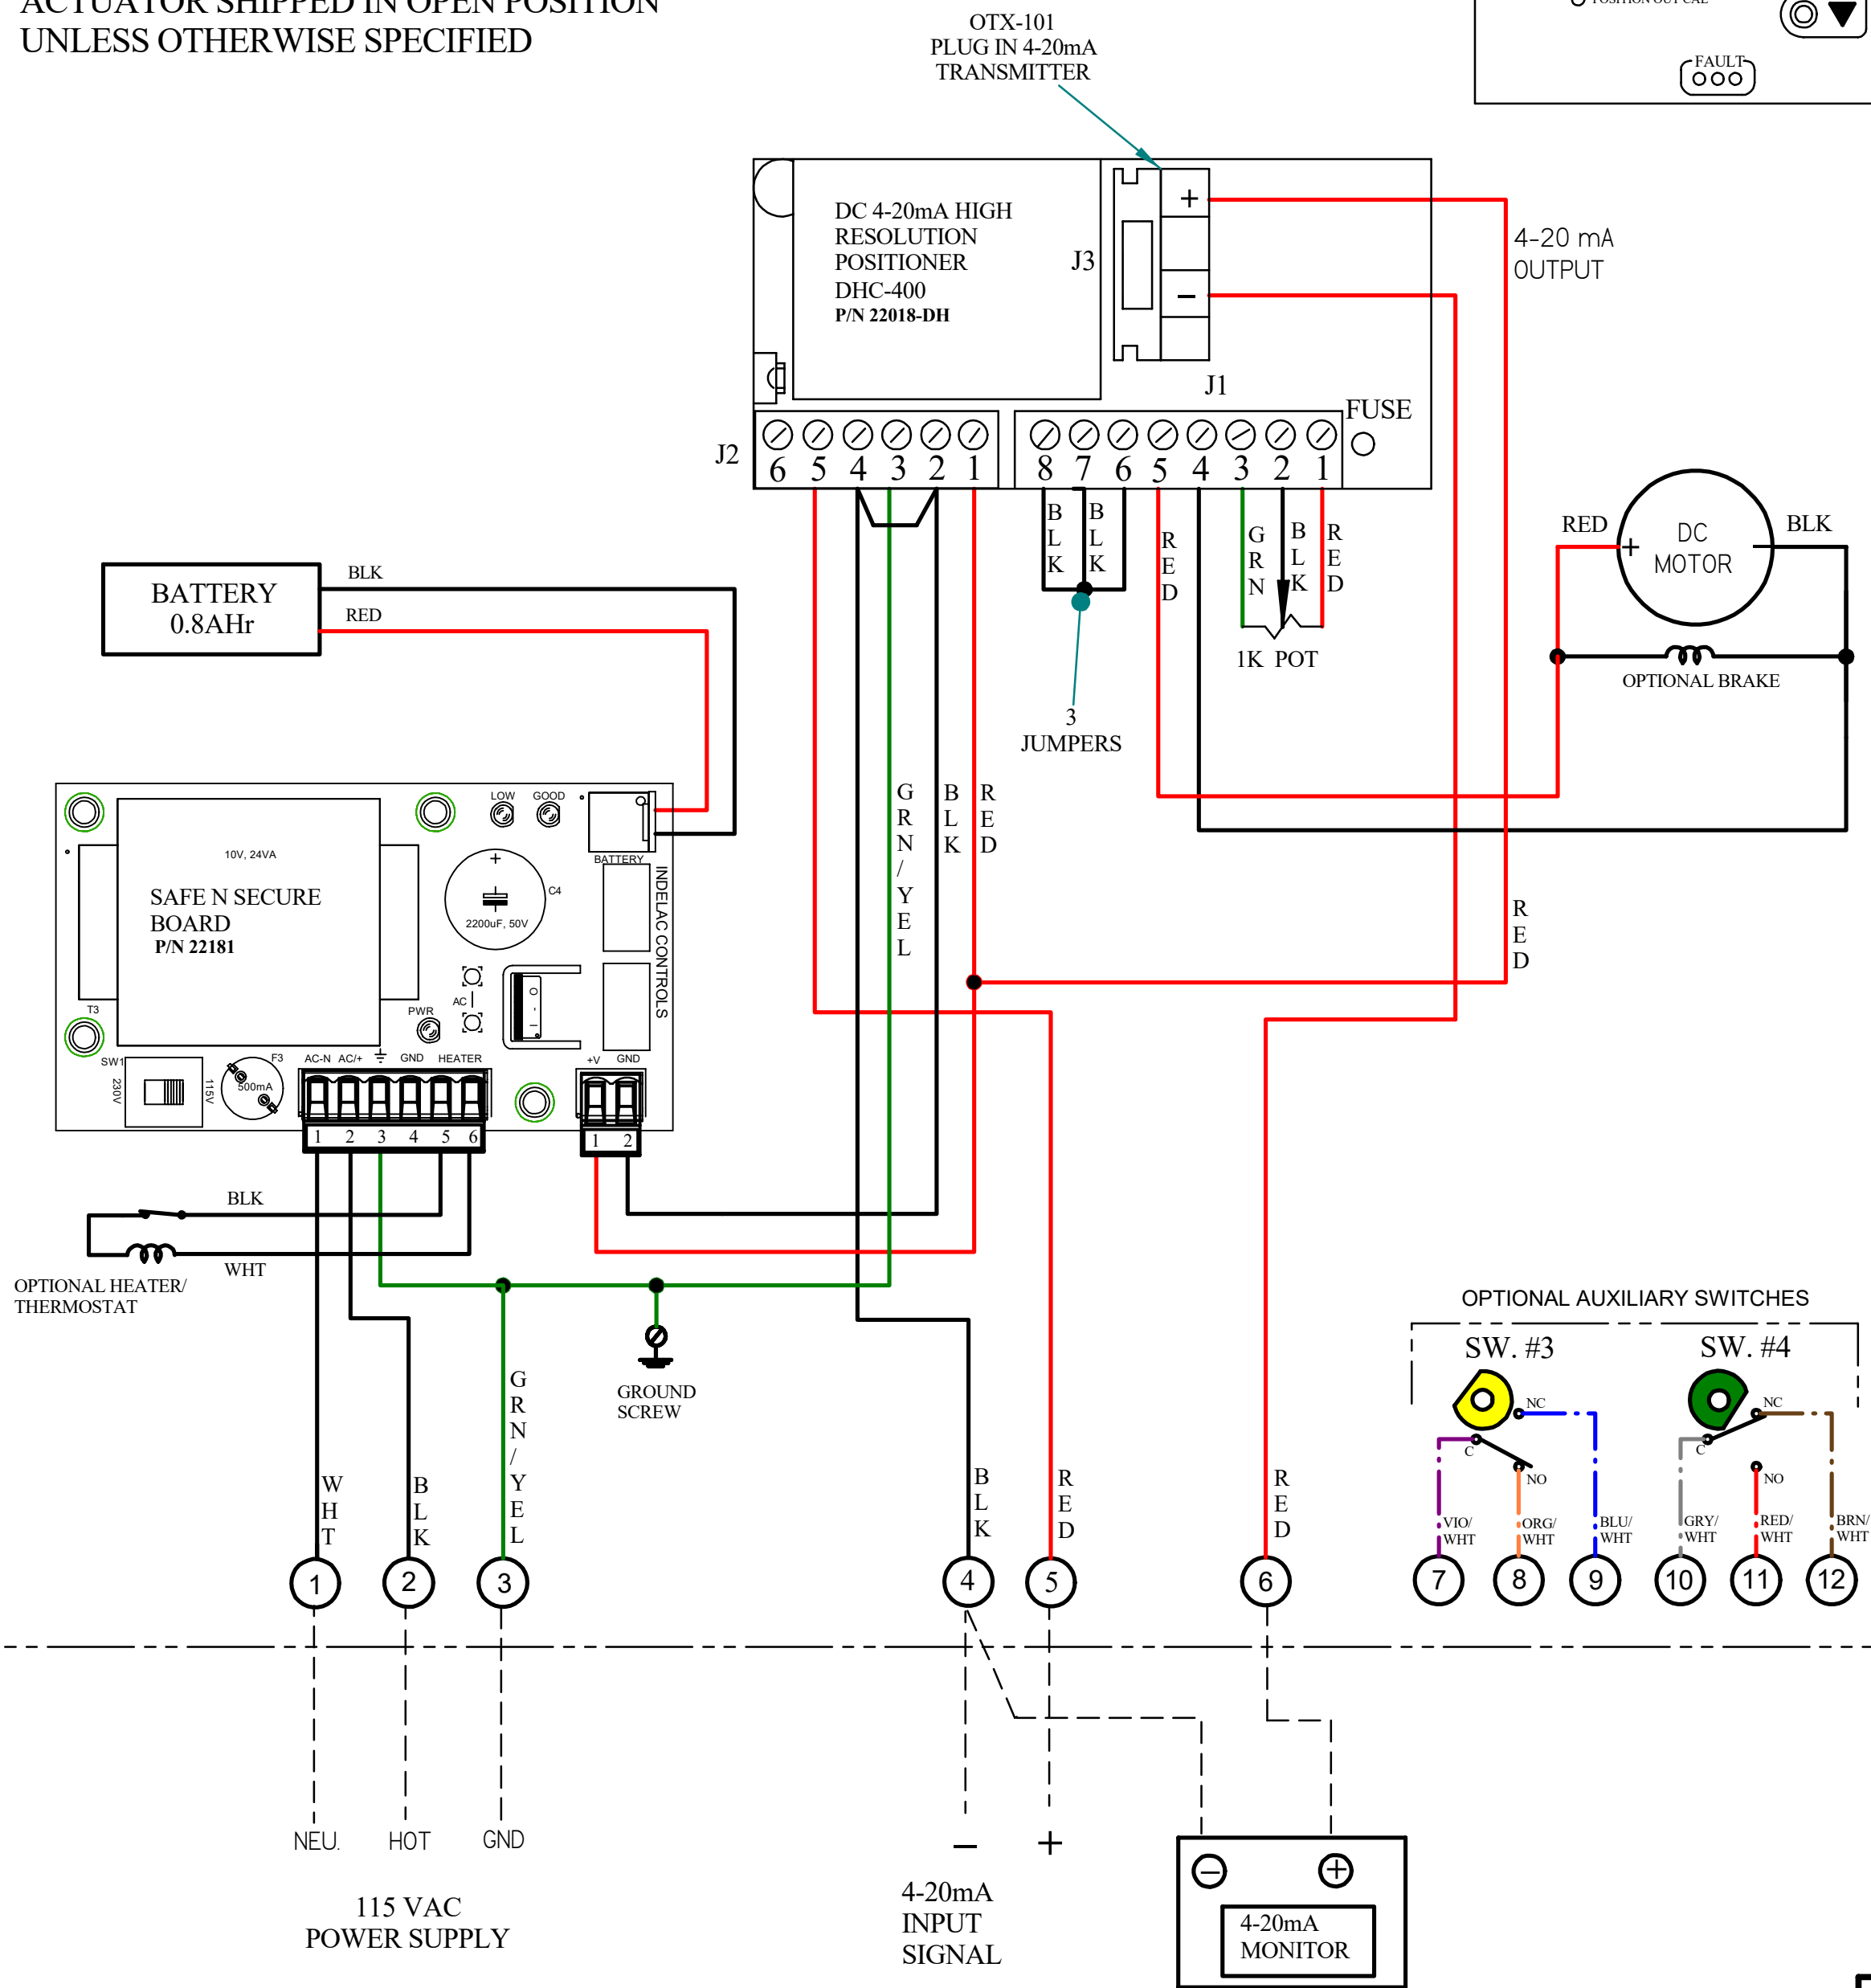 ACTUATOR SHIPPED IN OPEN POSITION
UNLESS OTHERWISE SPECIFIED
OTX-101
PLUG IN 4-20mA
TRANSMITTER
POSITION OUT CAL
FAULT
DC 4-20mA HIGH
RESOLUTION
POSITIONER
DHC-400
P/N 22018-DH
J3
+
−
4-20 mA
OUTPUT
J1
FUSE
J2
6 5 4 3 2 1
8 7 6 5 4 3 2 1
BLK
BLK
RED
GRN
BLK
RED
1K POT
3
JUMPERS
RED
+
DC
MOTOR
−
BLK
OPTIONAL BRAKE
BATTERY
0.8AHr
BLK
RED
GRN/YEL
BLK
RED
RED
LOW
GOOD
BATTERY
10V, 24VA
SAFE N SECURE
BOARD
P/N 22181
+
C4
2200uF, 50V
INDELAC CONTROLS
T3
PWR
AC
O
-
I
SW1
230V
115V
F3
500mA
AC-N AC/+ GND HEATER
+V GND
1 2 3 4 5 6
1 2
BLK
WHT
OPTIONAL HEATER/
THERMOSTAT
GROUND
SCREW
WHT
BLK
GRN/YEL
BLK
RED
RED
OPTIONAL AUXILIARY SWITCHES
SW. #3
SW. #4
NC
C
NO
NC
C
NO
VIO/
WHT
ORG/
WHT
BLU/
WHT
GRY/
WHT
RED/
WHT
BRN/
WHT
1 2 3 4 5 6 7 8 9 10 11 12
NEU. HOT GND
− +
115 VAC
POWER SUPPLY
4-20mA
INPUT
SIGNAL
− +
4-20mA
MONITOR